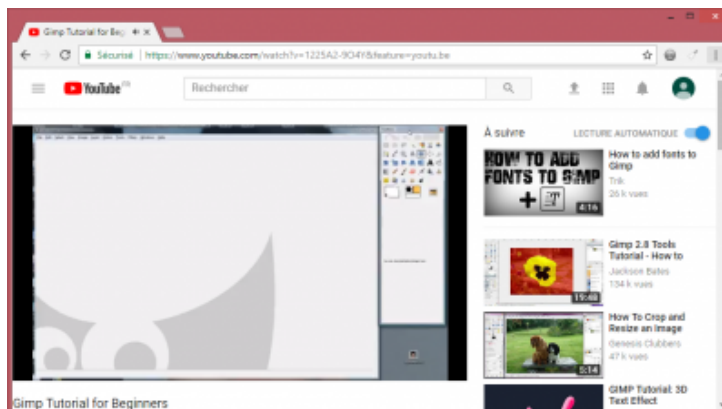 Gimp Tutorial for Beg
Sécurisé | https://www.youtube.com/watch?v=1225A2-9O4Y&feature=youtu.be
YouTube FR
Rechercher
À suivre
LECTURE AUTOMATIQUE
HOW TO ADD
FONTS TO GIMP
+ T
4:16
How to add fonts to
Gimp
Trik
26 k vues
19:48
Gimp 2.8 Tools
Tutorial - How to
Jackson Bates
134 k vues
5:14
How To Crop and
Resize an Image
Genesis Clubbers
47 k vues
GIMP Tutorial: 3D
Text Effect
Gimp Tutorial for Beginners